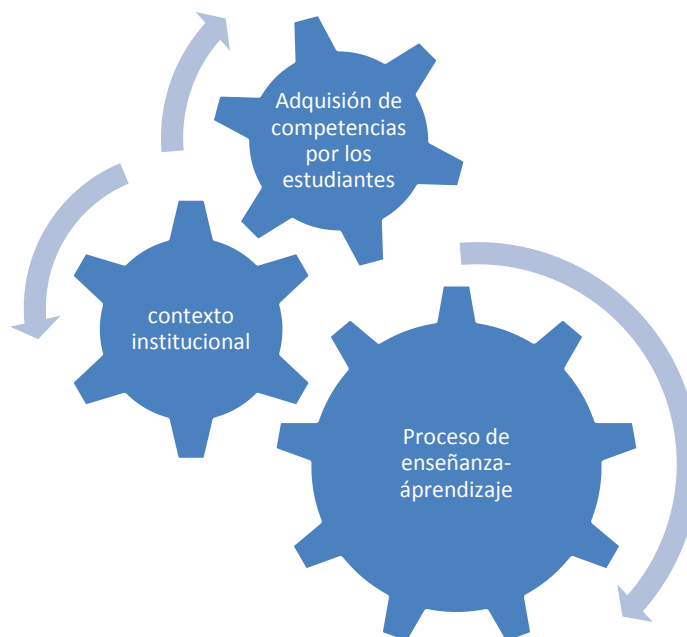 Adquisión de
competencias
por los
estudiantes
contexto
institucional
Proceso de
enseñanza-
áprendizaje